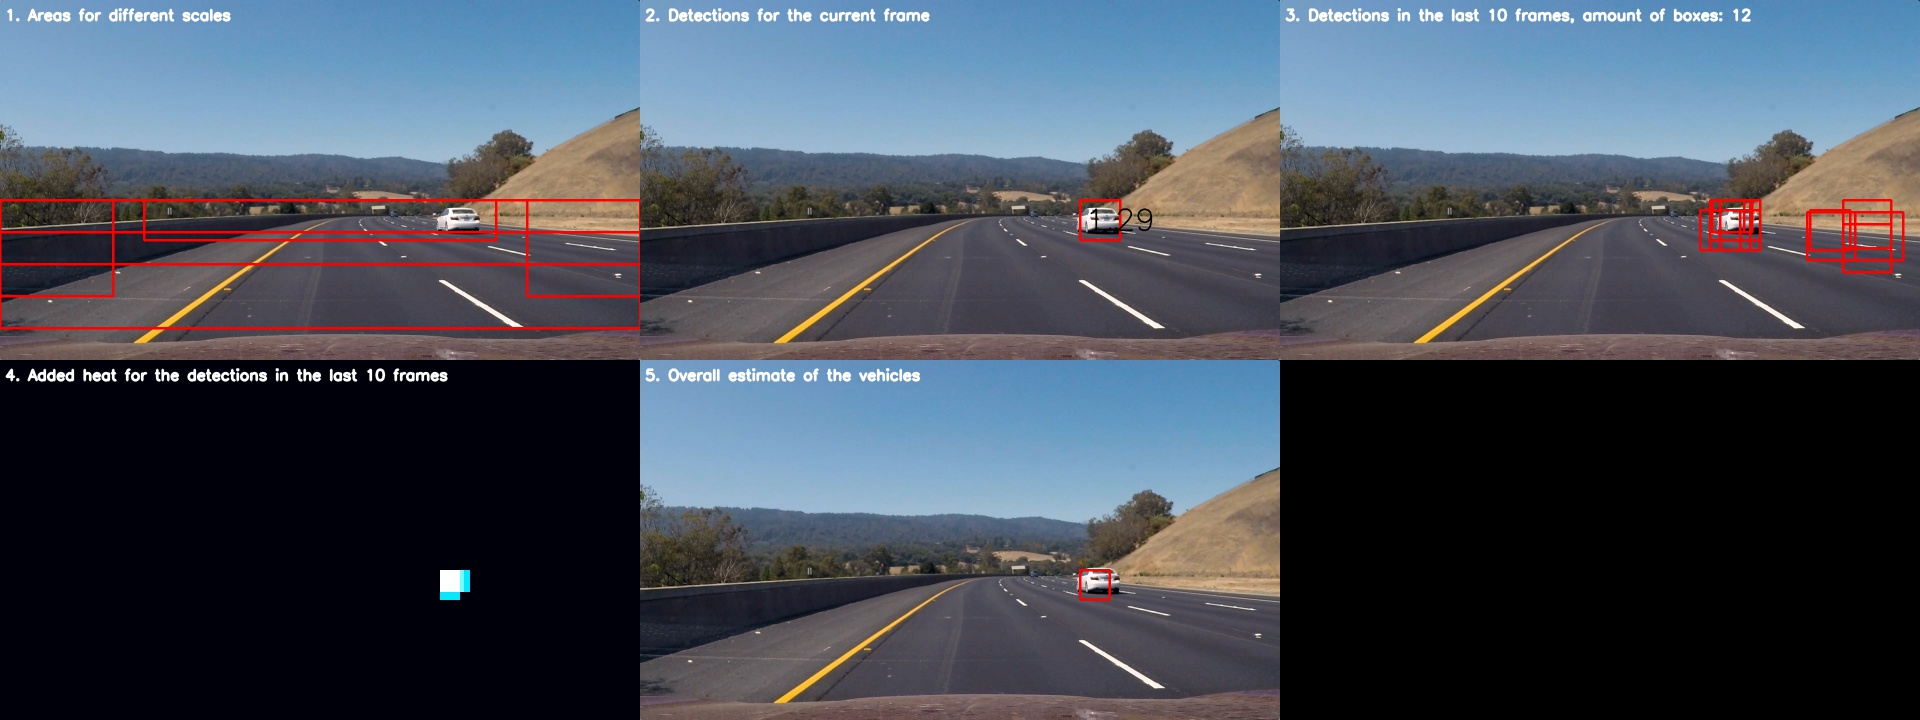 1. Areas for different scales
2. Detections for the current frame
3. Detections in the last 10 frames, amount of boxes: 12
1.29
4. Added heat for the detections in the last 10 frames
5. Overall estimate of the vehicles